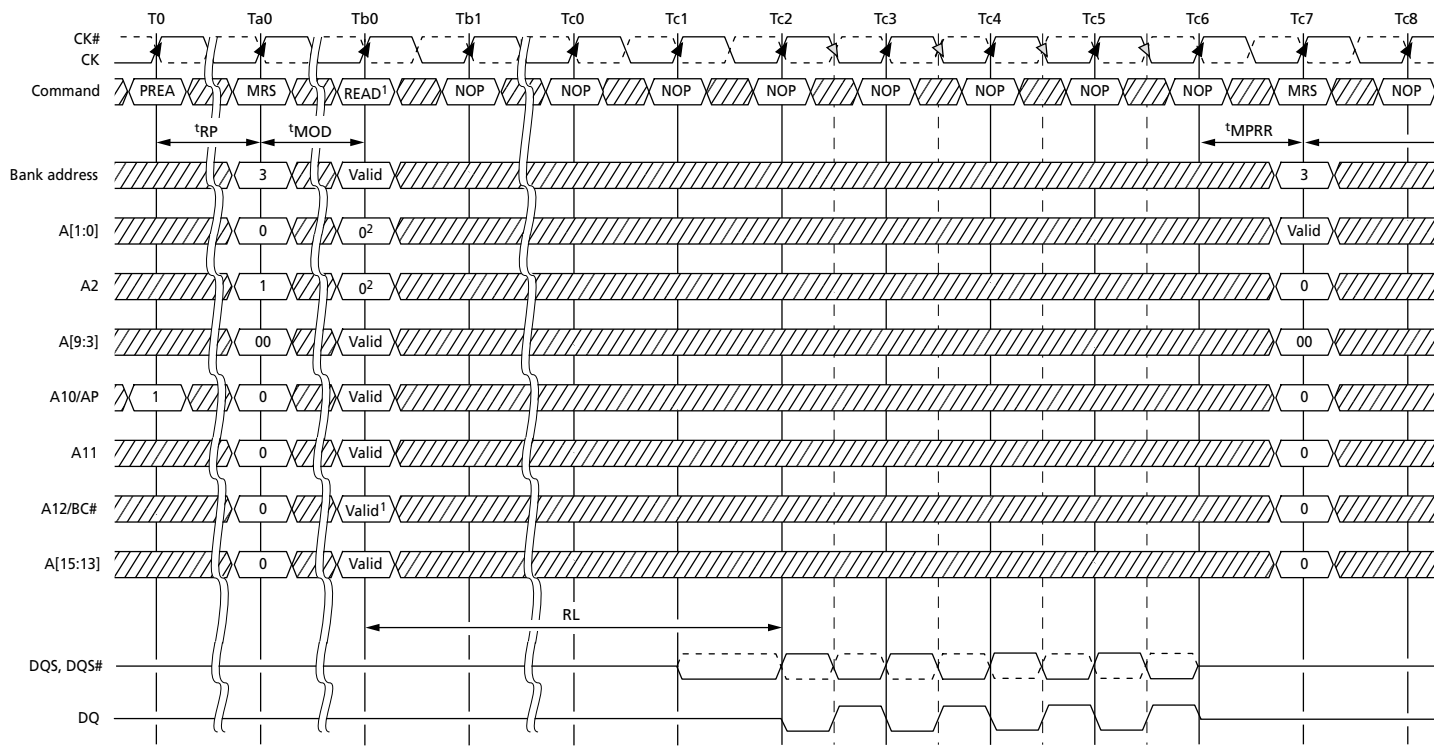 T0 Ta0 Tb0 Tb1 Tc0 Tc1 Tc2 Tc3 Tc4 Tc5 Tc6 Tc7 Tc8
CK#
CK
Command PREA MRS READ1 NOP NOP NOP NOP NOP NOP NOP NOP MRS NOP
tRP tMOD tMPRR
Bank address 3 Valid 3
A[1:0] 0 02 Valid
A2 1 02 0
A[9:3] 00 Valid 00
A10/AP 1 0 Valid 0
A11 0 Valid 0
A12/BC# 0 Valid1 0
A[15:13] 0 Valid 0
RL
DQS, DQS#
DQ